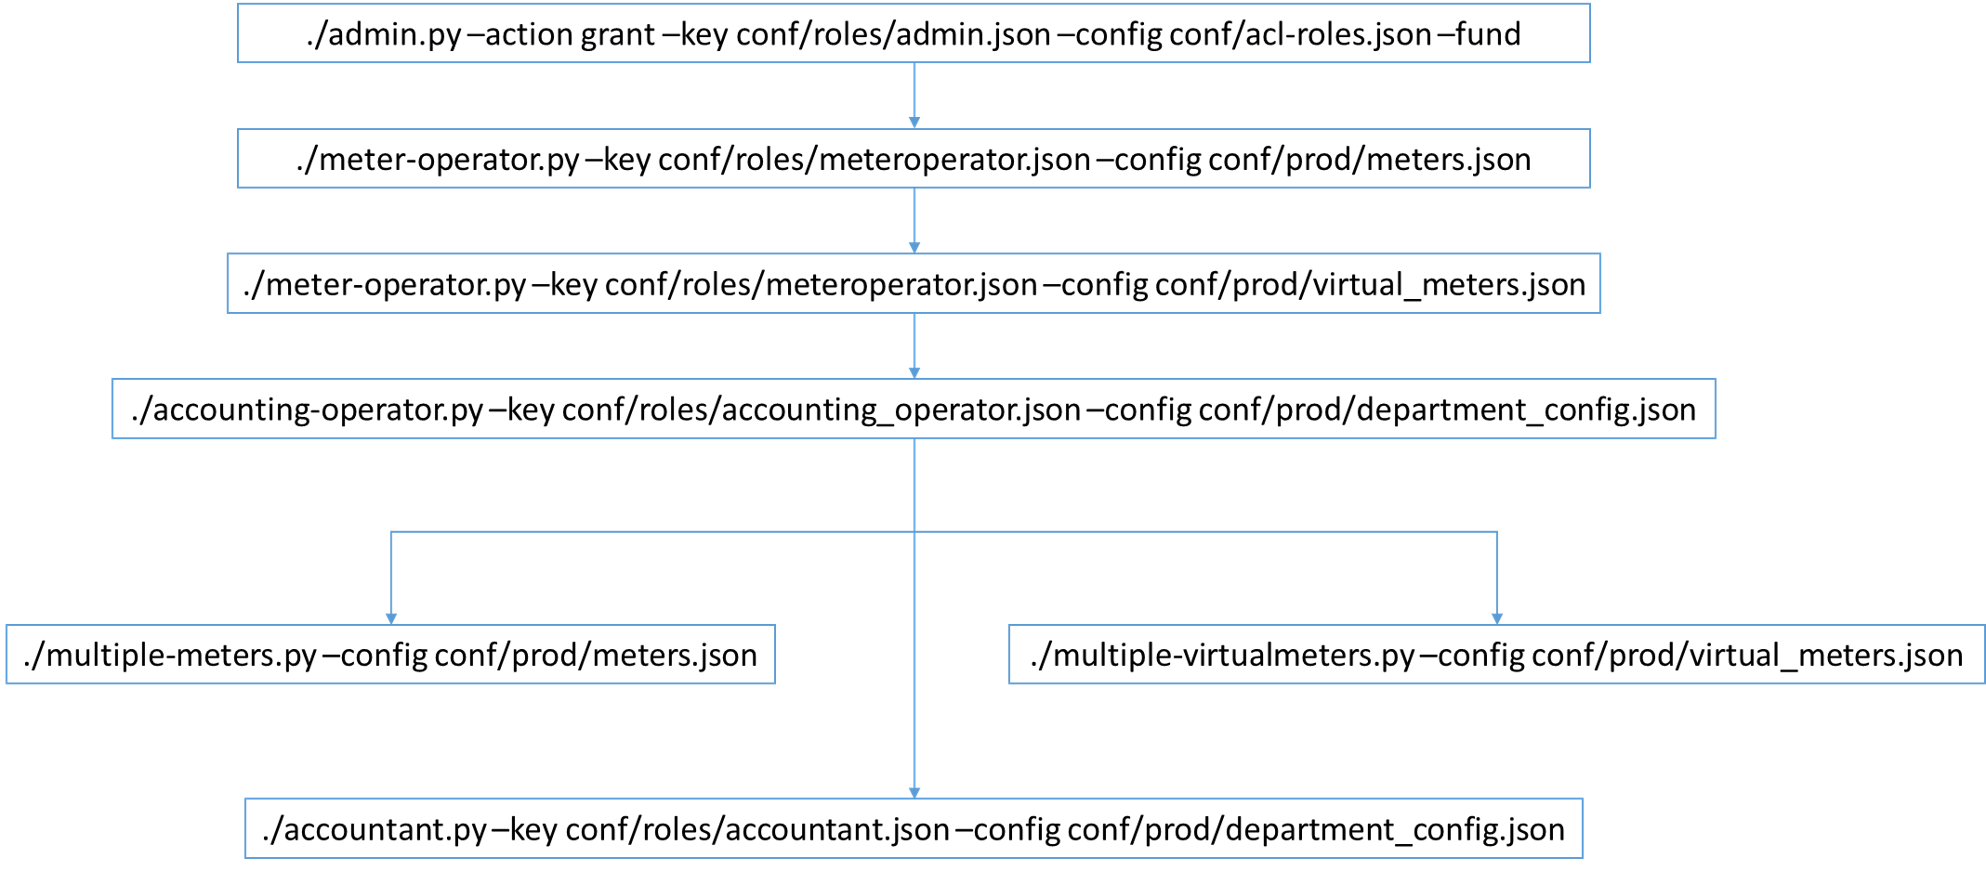 ./admin.py –action grant –key conf/roles/admin.json –config conf/acl-roles.json –fund
./meter-operator.py –key conf/roles/meteroperator.json –config conf/prod/meters.json
./meter-operator.py –key conf/roles/meteroperator.json –config conf/prod/virtual_meters.json
./accounting-operator.py –key conf/roles/accounting_operator.json –config conf/prod/department_config.json
./multiple-meters.py –config conf/prod/meters.json
./multiple-virtualmeters.py –config conf/prod/virtual_meters.json
./accountant.py –key conf/roles/accountant.json –config conf/prod/department_config.json